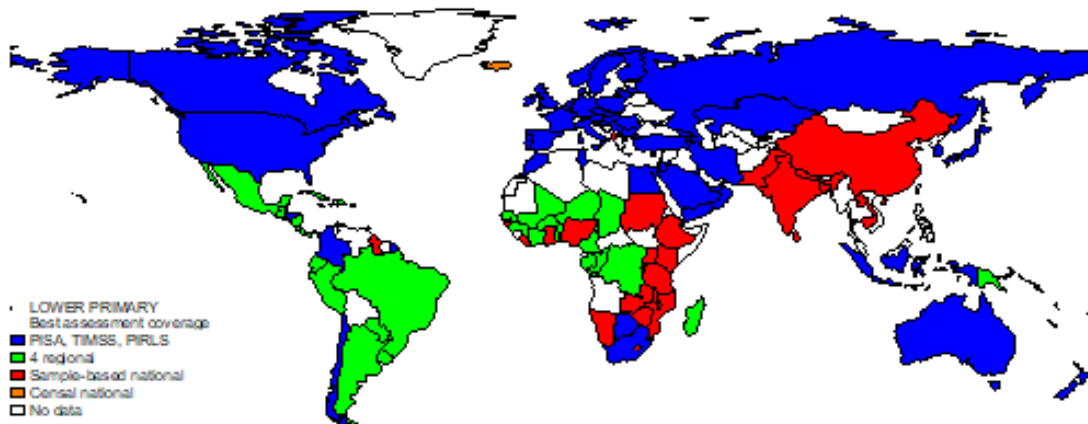 LOWER PRIMARY
Best assessment coverage
PISA, TIMSS, PIRLS
4 regional
Sample-based national
Censal national
No data